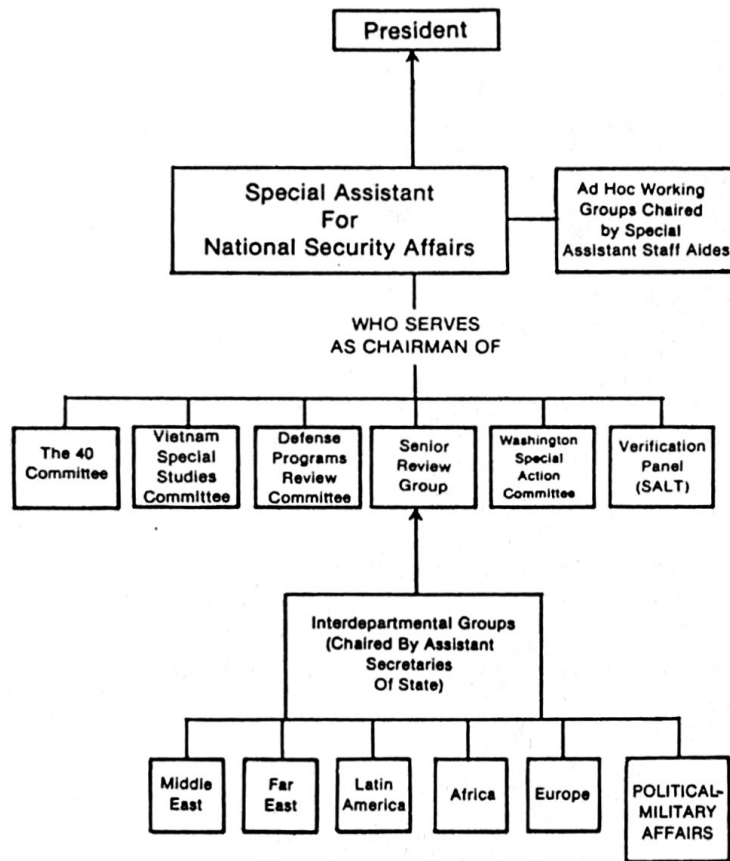 President
Special Assistant
For
National Security Affairs
Ad Hoc Working
Groups Chaired
by Special
Assistant Staff Aides
WHO SERVES
AS CHAIRMAN OF
The 40
Committee
Vietnam
Special
Studies
Committee
Defense
Programs
Review
Committee
Senior
Review
Group
Washington
Special
Action
Committee
Verification
Panel
(SALT)
Interdepartmental Groups
(Chaired By Assistant
Secretaries
Of State)
Middle
East
Far
East
Latin
America
Africa
Europe
POLITICAL-
MILITARY
AFFAIRS